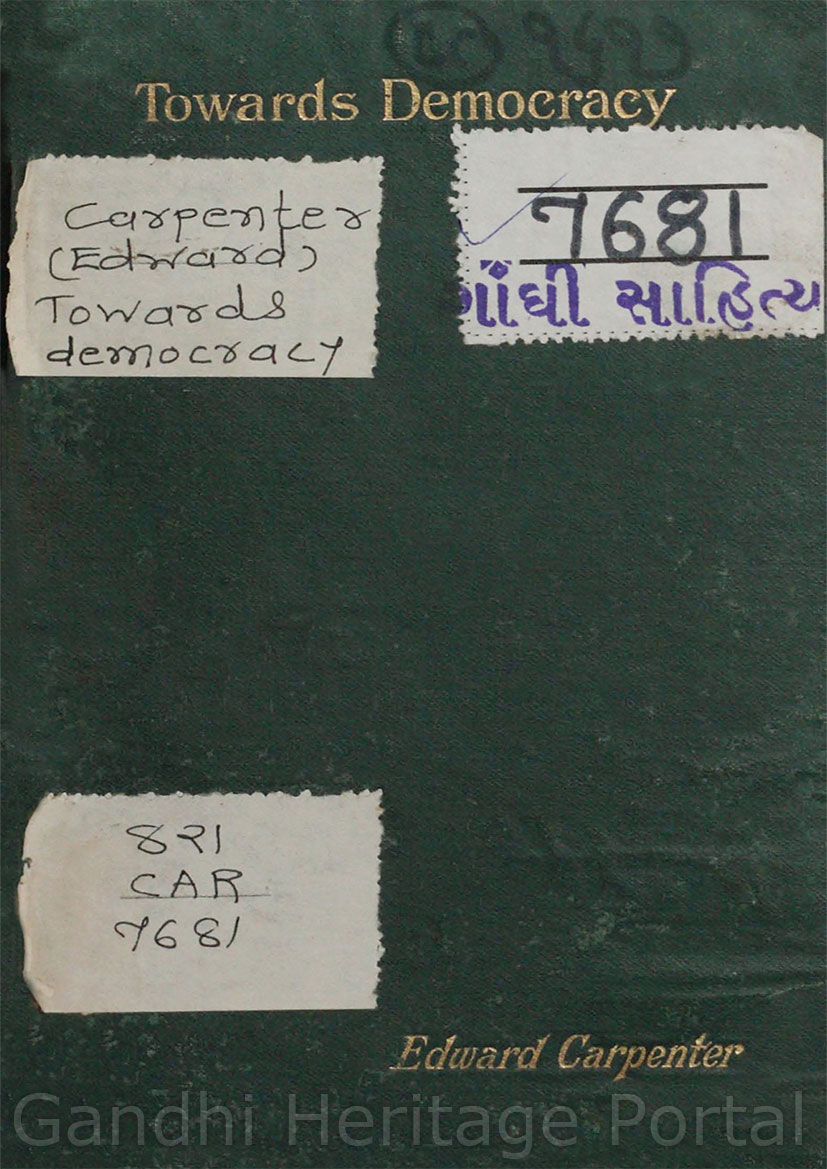 Towards Democracy
7681
ગાંધી સાહિત્ય
Carpenter
(Edward)
Towards
democracy
821
CAR
7681
Edward Carpenter
Gandhi Heritage Portal